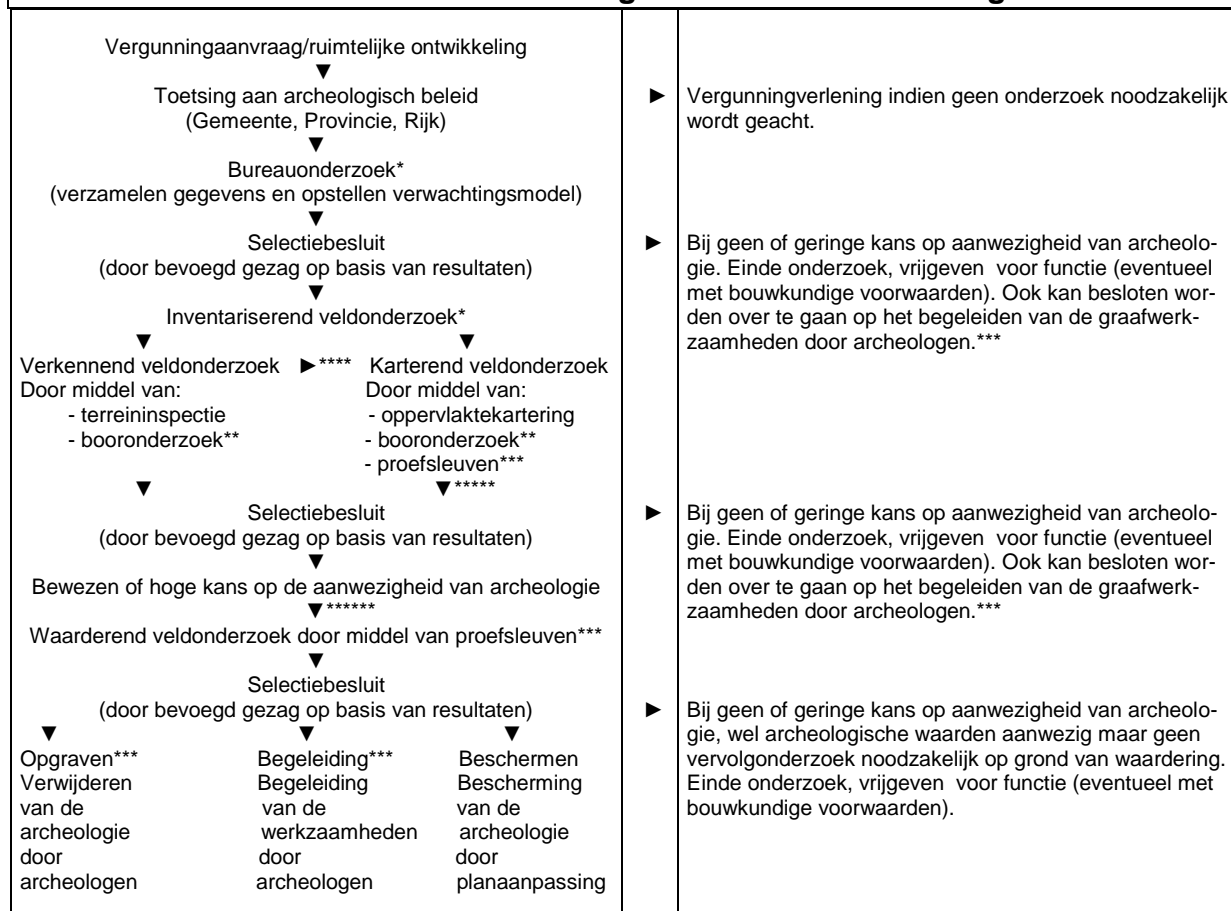 Vergunningaanvraag/ruimtelijke ontwikkeling
▼
Toetsing aan archeologisch beleid
(Gemeente, Provincie, Rijk)
▼
Bureauonderzoek*
(verzamelen gegevens en opstellen verwachtingsmodel)
▼
Selectiebesluit
(door bevoegd gezag op basis van resultaten)
▼
Inventariserend veldonderzoek*
▼ ▼
Verkennend veldonderzoek ►**** Karterend veldonderzoek
Door middel van: Door middel van:
- terreininspectie - oppervlaktekartering
- booronderzoek** - booronderzoek**
- proefsleuven***
▼ ▼*****
Selectiebesluit
(door bevoegd gezag op basis van resultaten)
▼
Bewezen of hoge kans op de aanwezigheid van archeologie
▼******
Waarderend veldonderzoek door middel van proefsleuven***
▼
Selectiebesluit
(door bevoegd gezag op basis van resultaten)
▼ ▼ ▼
Opgraven*** Begeleiding*** Beschermen
Verwijderen Begeleiding Bescherming
van de van de van de
archeologie werkzaamheden archeologie
door door door
archeologen archeologen planaanpassing
► Vergunningverlening indien geen onderzoek noodzakelijk
wordt geacht.
► Bij geen of geringe kans op aanwezigheid van archeolo-
gie. Einde onderzoek, vrijgeven voor functie (eventueel
met bouwkundige voorwaarden). Ook kan besloten wor-
den over te gaan op het begeleiden van de graafwerk-
zaamheden door archeologen.***
► Bij geen of geringe kans op aanwezigheid van archeolo-
gie. Einde onderzoek, vrijgeven voor functie (eventueel
met bouwkundige voorwaarden). Ook kan besloten wor-
den over te gaan op het begeleiden van de graafwerk-
zaamheden door archeologen.***
► Bij geen of geringe kans op aanwezigheid van archeolo-
gie, wel archeologische waarden aanwezig maar geen
vervolgonderzoek noodzakelijk op grond van waardering.
Einde onderzoek, vrijgeven voor functie (eventueel met
bouwkundige voorwaarden).